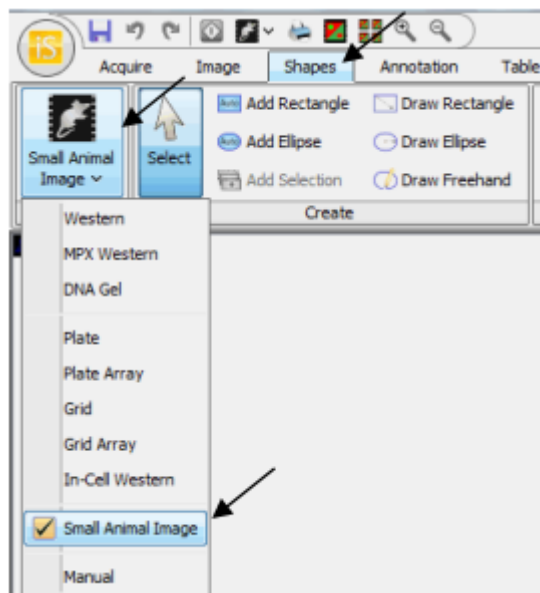 iS
Acquire Image Shapes Annotation Table
Small Animal
Image
Select
Auto Add Rectangle
Draw Rectangle
Auto Add Ellipse
Draw Ellipse
Add Selection
Draw Freehand
Create
Western
MPX Western
DNA Gel
Plate
Plate Array
Grid
Grid Array
In-Cell Western
Small Animal Image
Manual